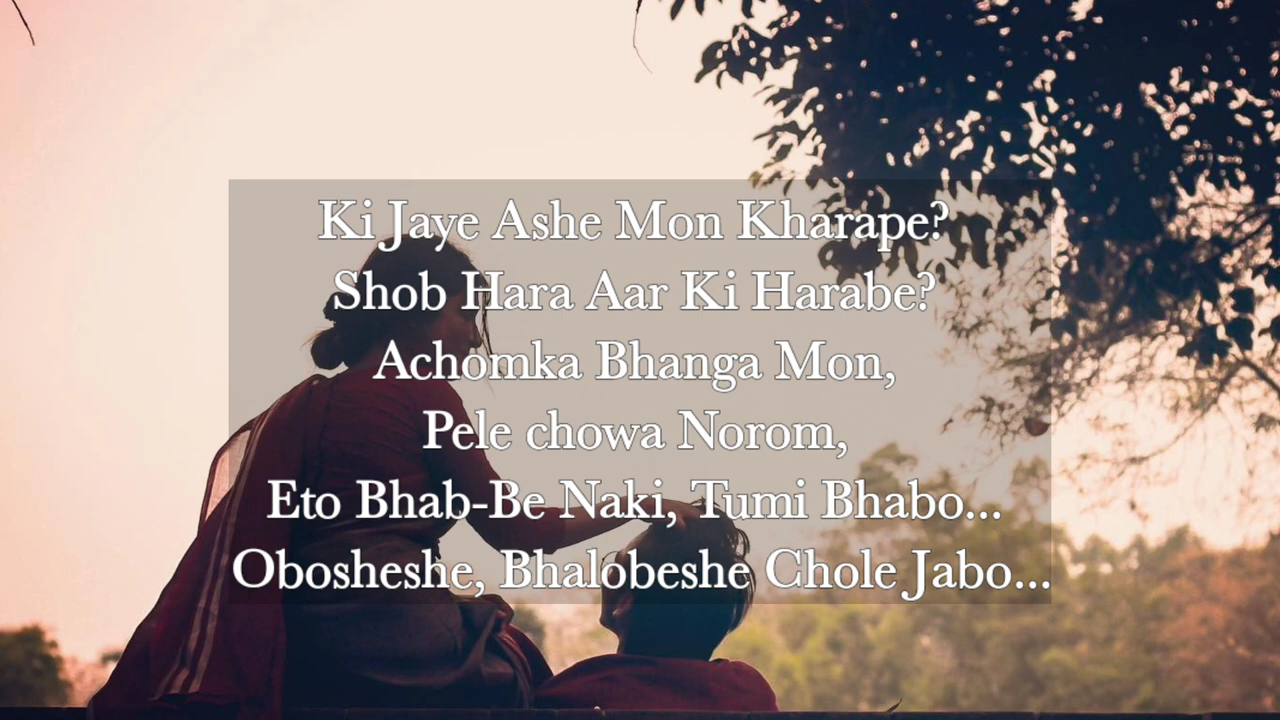 Ki Jaye Ashe Mon Kharape?
Shob Hara Aar Ki Harabe?
Achomka Bhanga Mon,
Pele chowa Norom,
Eto Bhab-Be Naki, Tumi Bhabo...
Obosheshe, Bhalobeshe Chole Jabo...